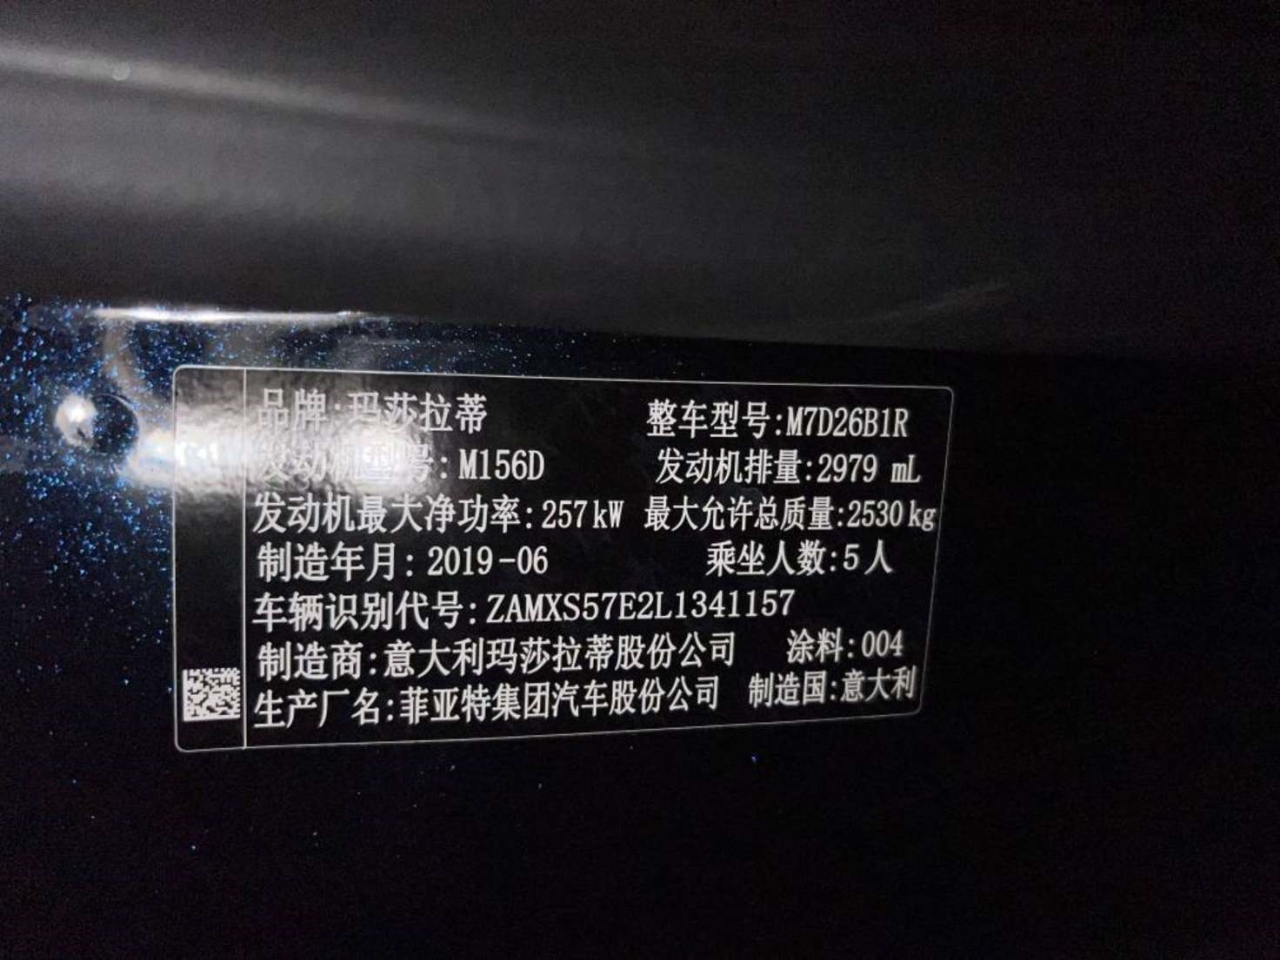 品牌:玛莎拉蒂 整车型号:M7D26B1R
发动机型号:M156D 发动机排量:2979 mL
发动机最大净功率:257kW 最大允许总质量:2530kg
制造年月:2019-06 乘坐人数:5人
车辆识别代号:ZAMXS57E2L1341157
制造商:意大利玛莎拉蒂股份公司 涂料:004
生产厂名:菲亚特集团汽车股份公司 制造国:意大利